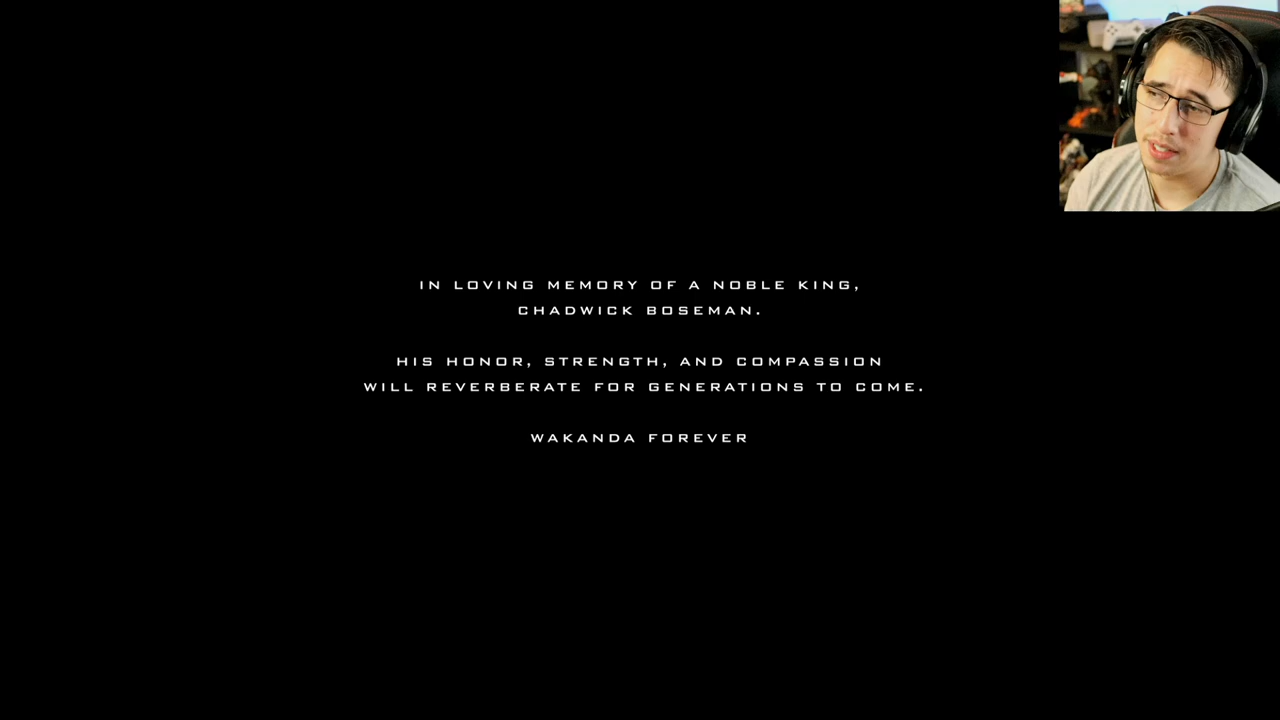 IN LOVING MEMORY OF A NOBLE KING,
CHADWICK BOSEMAN.
HIS HONOR, STRENGTH, AND COMPASSION
WILL REVERBERATE FOR GENERATIONS TO COME.
WAKANDA FOREVER